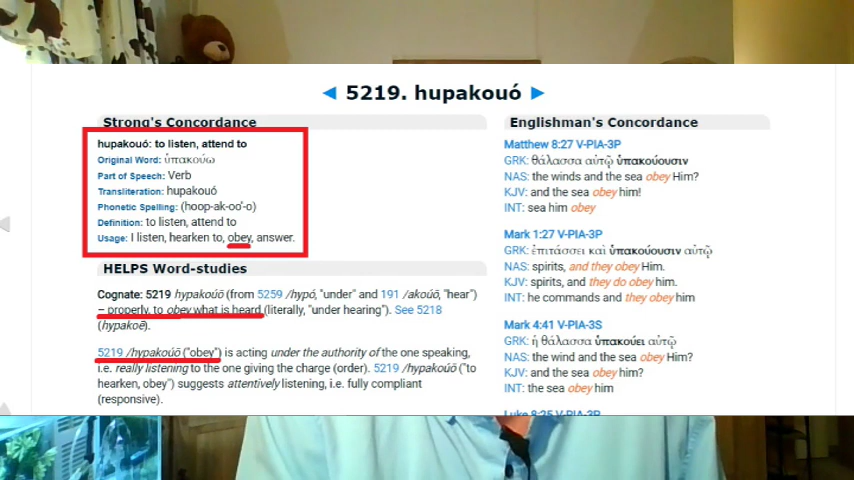 ◄ 5219. hupakouó ►
Strong's Concordance
hupakouó: to listen, attend to
Original Word: ὑπακούω
Part of Speech: Verb
Transliteration: hupakouó
Phonetic Spelling: (hoop-ak-oo'-o)
Definition: to listen, attend to
Usage: I listen, hearken to, obey, answer.
HELPS Word-studies
Cognate: 5219 hypakoúō (from 5259 /hypó, "under" and 191 /akoúō, "hear")
– properly, to obey what is heard (literally, "under hearing"). See 5218
(hypakoē).
5219 /hypakoúō ("obey") is acting under the authority of the one speaking,
i.e. really listening to the one giving the charge (order). 5219 /hypakoúō ("to
hearken, obey") suggests attentively listening, i.e. fully compliant
(responsive).
Englishman's Concordance
Matthew 8:27 V-PIA-3P
GRK: θάλασσα αὐτῷ ὑπακούουσιν
NAS: the winds and the sea obey Him?
KJV: and the sea obey him!
INT: sea him obey
Mark 1:27 V-PIA-3P
GRK: ἐπιτάσσει καὶ ὑπακούουσιν αὐτῷ
NAS: spirits, and they obey Him.
KJV: spirits, and they do obey him.
INT: he commands and they obey him
Mark 4:41 V-PIA-3S
GRK: ἡ θάλασσα ὑπακούει αὐτῷ
NAS: the wind and the sea obey Him?
KJV: and the sea obey him?
INT: the sea obey him
Luke 8:25 V-PIA-3P